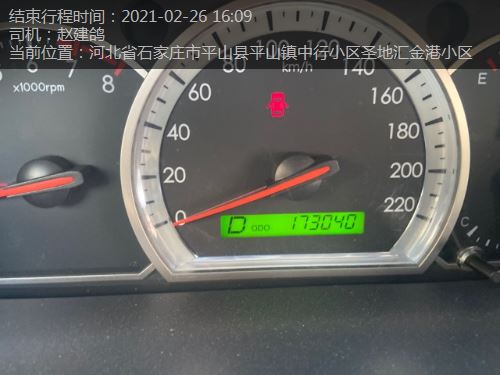 结束行程时间：2021-02-26 16:09
司机：赵建鸽
当前位置：河北省石家庄市平山县平山镇中行小区圣地汇金港小区
80 100 120 140
km/h
6 7 8
x1000rpm
60 160
40 180
20 200
0 220
D ODO 173040
E
C